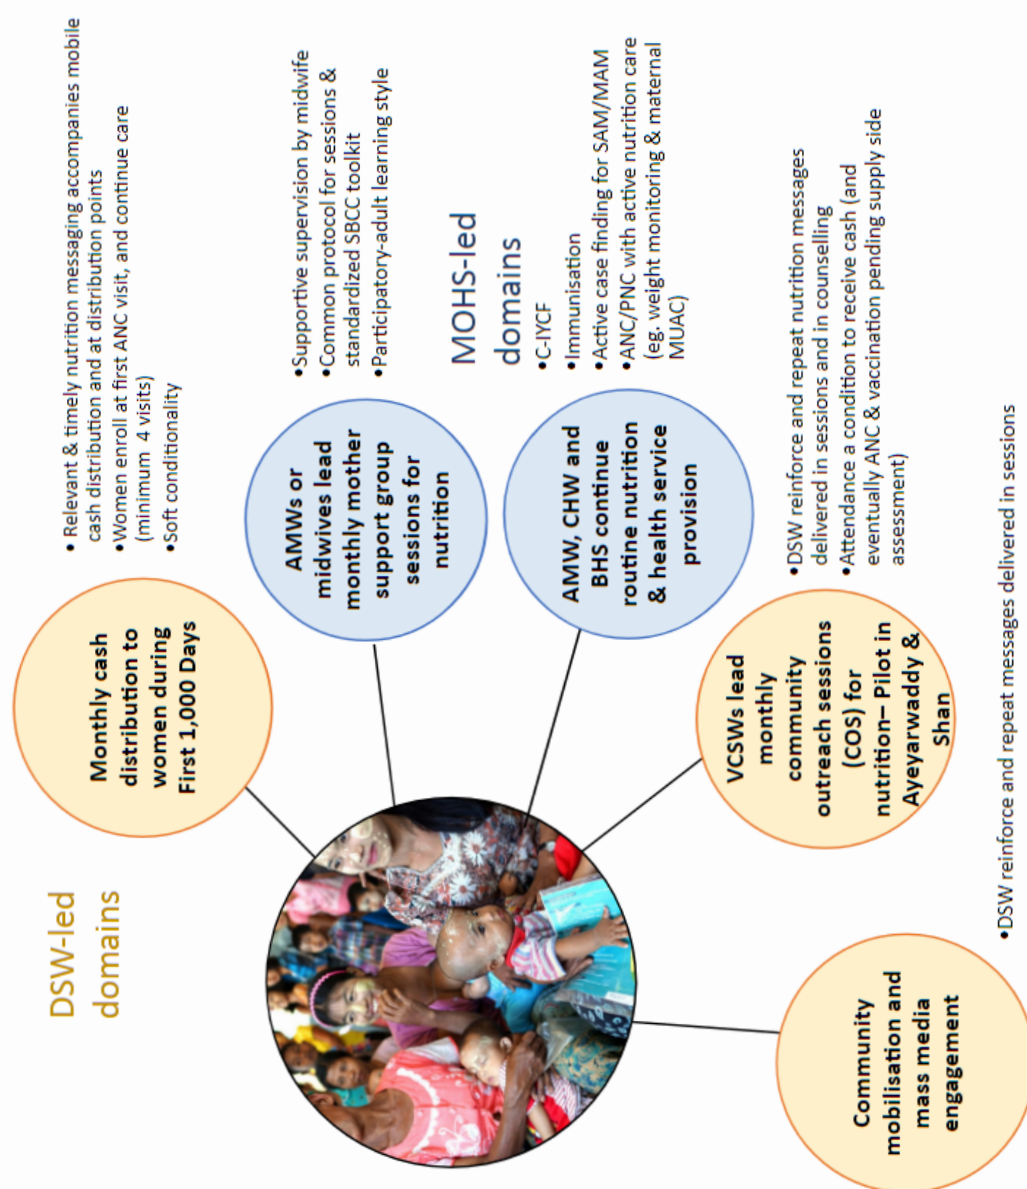 DSW-led
domains
Monthly cash
distribution to
women during
First 1,000 Days
• Relevant & timely nutrition messaging accompanies mobile
cash distribution and at distribution points
•Women enroll at first ANC visit, and continue care
(minimum 4 visits)
•Soft conditionality
AMWs or
midwives lead
monthly mother
support group
sessions for
nutrition
•Supportive supervision by midwife
•Common protocol for sessions &
standardized SBCC toolkit
•Participatory-adult learning style
MOHS-led
domains
AMW, CHW and
BHS continue
routine nutrition
& health service
provision
•C-IYCF
•Immunisation
•Active case finding for SAM/MAM
•ANC/PNC with active nutrition care
(eg. weight monitoring & maternal
MUAC)
VCSWs lead
monthly
community
outreach sessions
(COS) for
nutrition– Pilot in
Ayeyarwaddy &
Shan
•DSW reinforce and repeat nutrition messages
delivered in sessions and in counselling
•Attendance a condition to receive cash (and
eventually ANC & vaccination pending supply side
assessment)
Community
mobilisation and
mass media
engagement
•DSW reinforce and repeat messages delivered in sessions